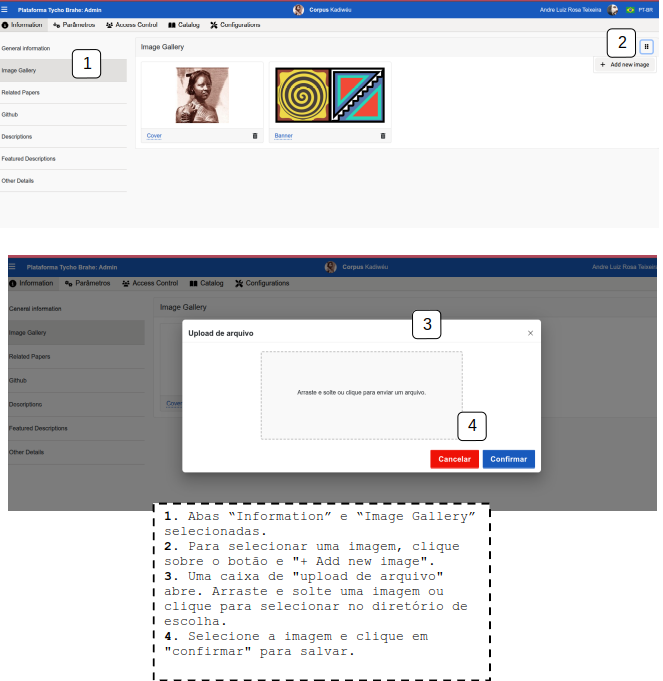 Plataforma Tycho Brahe: Admin
Corpus Kadiwéu
Andre Luiz Rosa Teixeira
PT-BR
Information
Parâmetros
Access Control
Catalog
Configurations
General information
Image Gallery
2
1
Image Gallery
+ Add new image
Related Papers
Github
Cover
Banner
Descriptions
Featured Descriptions
Other Details
Plataforma Tycho Brahe: Admin
Corpus Kadiwéu
Andre Luiz Rosa Teixeira
Information
Parâmetros
Access Control
Catalog
Configurations
General information
Image Gallery
3
Image Gallery
Upload de arquivo
×
Related Papers
Github
Arraste e solte ou clique para enviar um arquivo.
Descriptions
Cover
4
Featured Descriptions
Other Details
Cancelar
Confirmar
1. Abas “Information” e “Image Gallery”
selecionadas.
2. Para selecionar uma imagem, clique
sobre o botão e "+ Add new image".
3. Uma caixa de "upload de arquivo"
abre. Arraste e solte uma imagem ou
clique para selecionar no diretório de
escolha.
4. Selecione a imagem e clique em
"confirmar" para salvar.